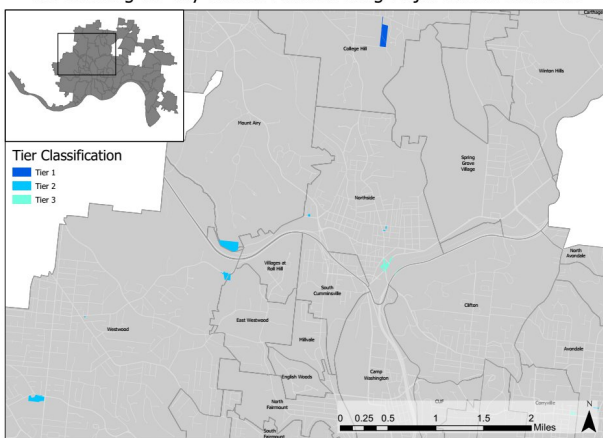 Carthage
College Hill
Winton Hills
Mount Airy
Tier Classification
Tier 1
Tier 2
Tier 3
Spring
Grove
Village
Northside
North
Avondale
Villages at
Roll Hill
South
Cumminsville
Clifton
Westwood
East Westwood
Millvale
Avondale
English Woods
Camp
Washington
North
Fairmount
CUF
Corryville
South
Fairmount
N
0 0.25 0.5 1 1.5 2
Miles